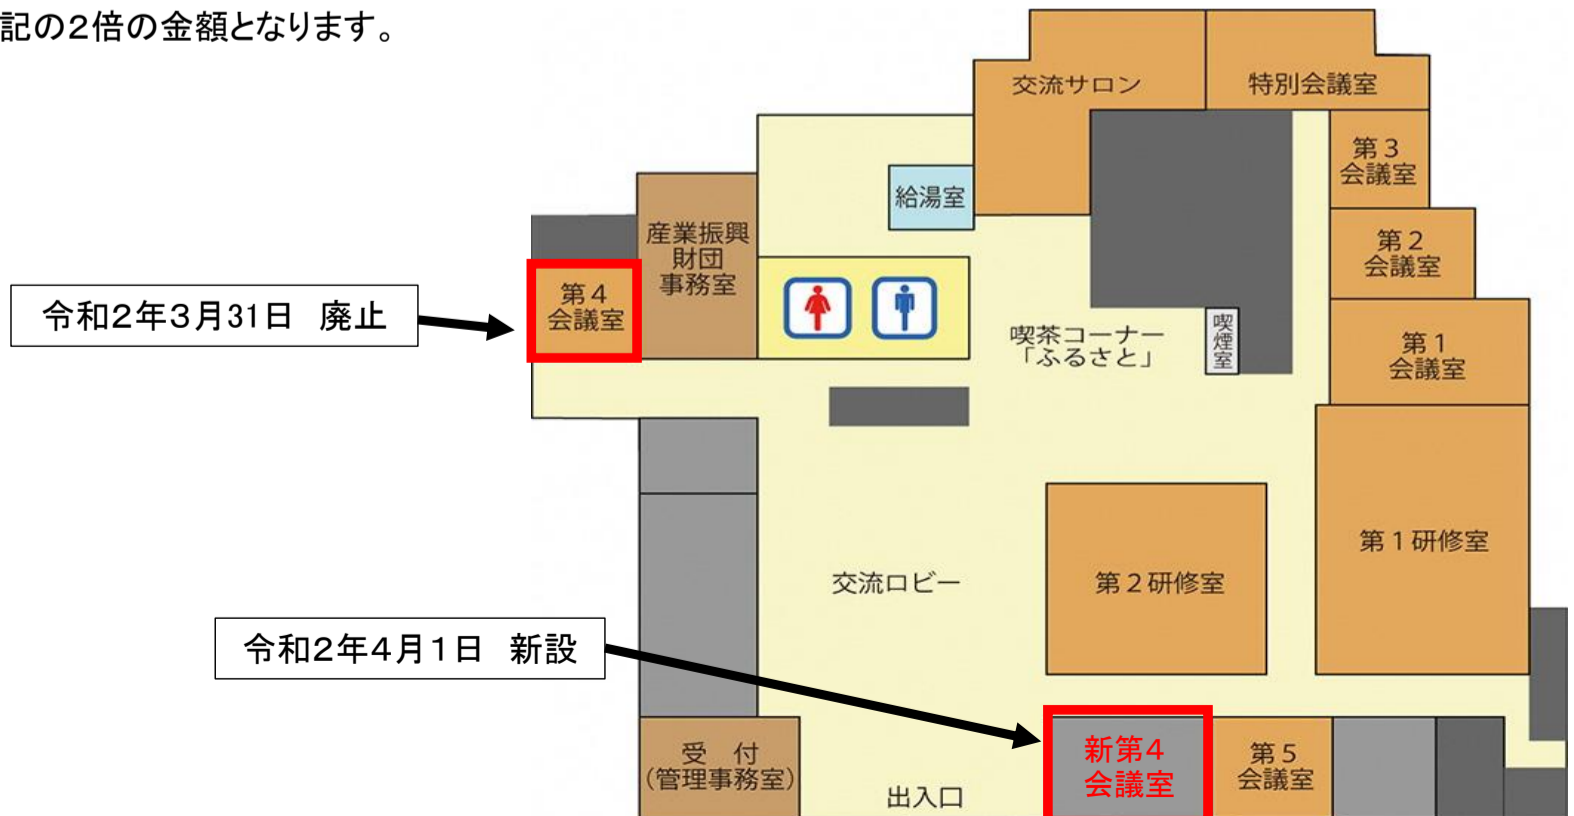 記の２倍の金額となります。
交流サロン
特別会議室
第３
会議室
給湯室
産業振興
財団
事務室
第２
会議室
第４
会議室
令和２年３月31日　廃止
喫茶コーナー
「ふるさと」
喫煙室
第１
会議室
第１研修室
交流ロビー
第２研修室
令和２年４月１日　新設
受　付
（管理事務室）
出入口
新第４
会議室
第５
会議室